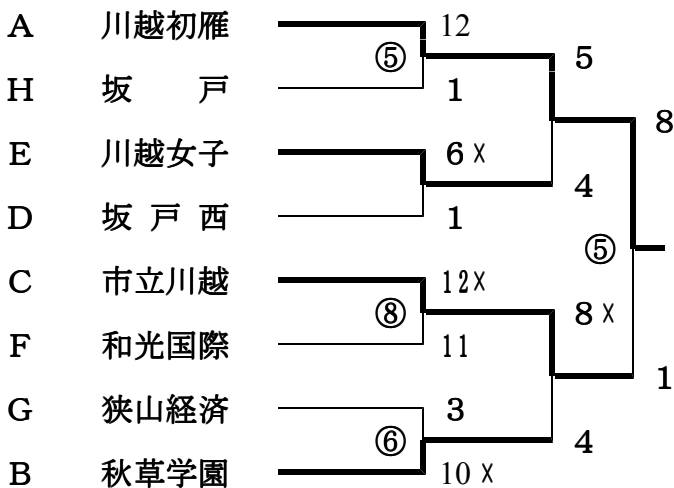 A 川越初雁 12
⑤ 5
H 坂 戸 1
8
E 川越女子 6 X
4
D 坂 戸 西 1
⑤
C 市立川越 12X
⑧ 8 X
F 和光国際 11
1
G 狭山経済 3
⑥ 4
B 秋草学園 10 X